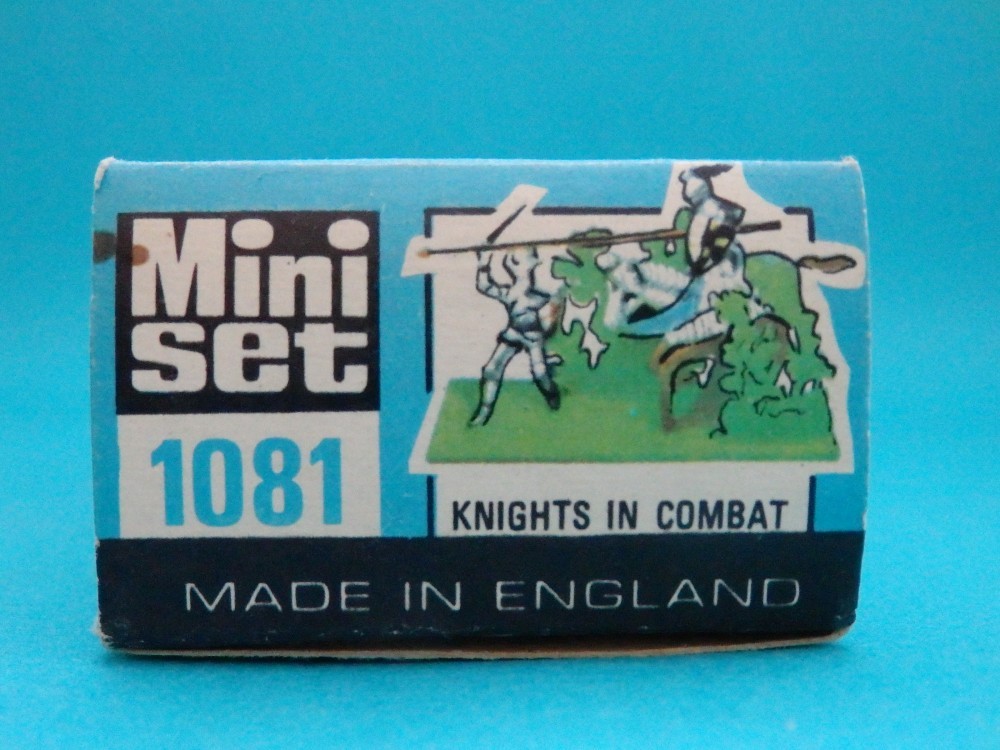 Mini
set
1081
KNIGHTS IN COMBAT
MADE IN ENGLAND